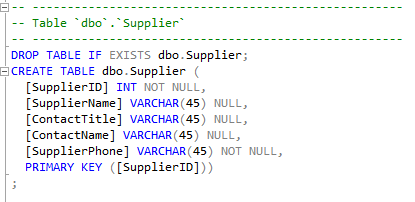 -- -----------------------------------------------------
-- Table `dbo`.`Supplier`
-- -----------------------------------------------------
DROP TABLE IF EXISTS dbo.Supplier;
CREATE TABLE dbo.Supplier (
[SupplierID] INT NOT NULL,
[SupplierName] VARCHAR(45) NULL,
[ContactTitle] VARCHAR(45) NULL,
[ContactName] VARCHAR(45) NULL,
[SupplierPhone] VARCHAR(45) NOT NULL,
PRIMARY KEY ([SupplierID]))
;